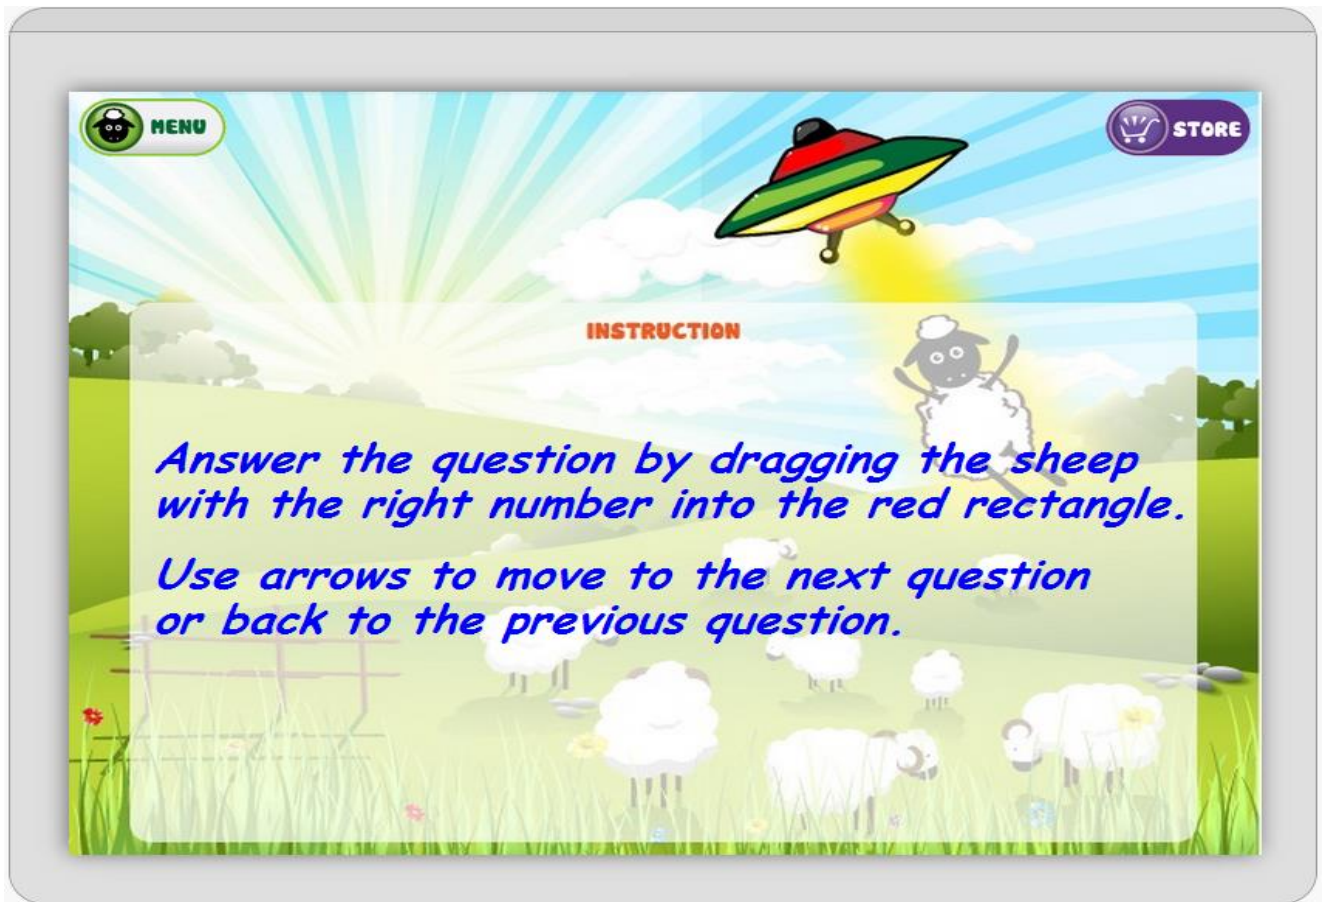 MENU
STORE
INSTRUCTION
Answer the question by dragging the sheep
with the right number into the red rectangle.
Use arrows to move to the next question
or back to the previous question.